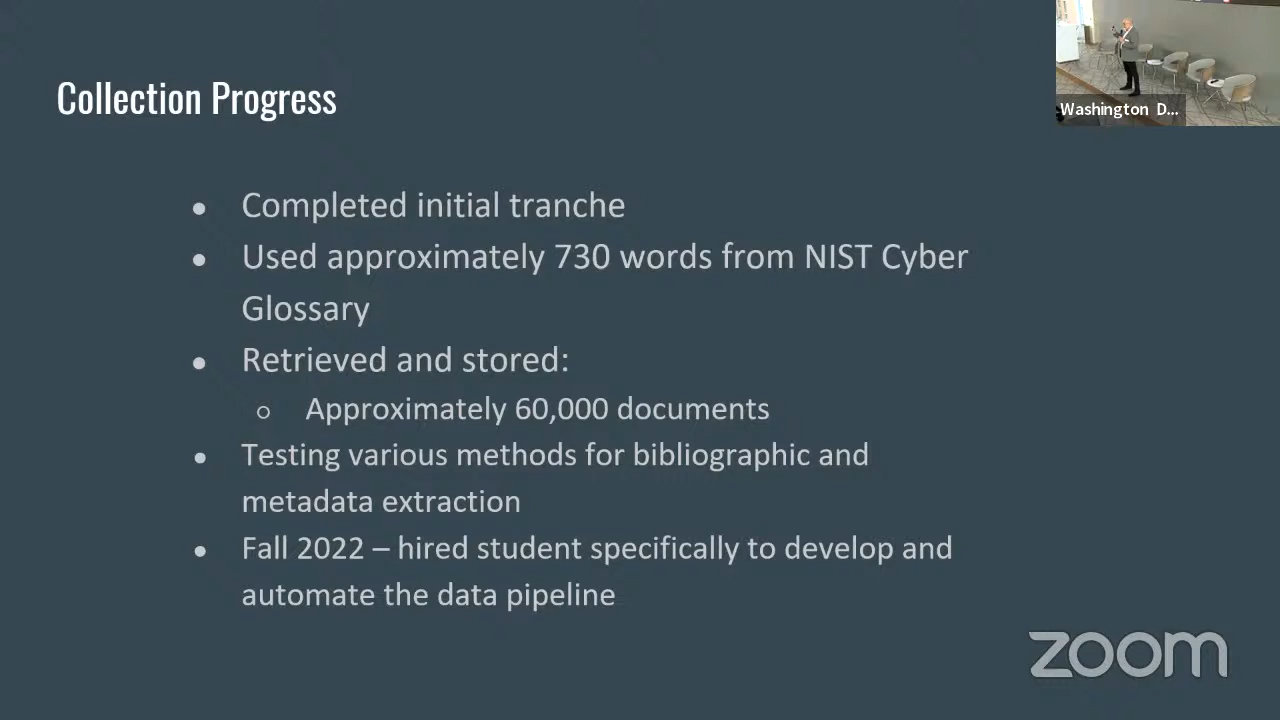 Collection Progress
Washington D...
● Completed initial tranche
● Used approximately 730 words from NIST Cyber
Glossary
● Retrieved and stored:
○ Approximately 60,000 documents
● Testing various methods for bibliographic and
metadata extraction
● Fall 2022 – hired student specifically to develop and
automate the data pipeline
zoom